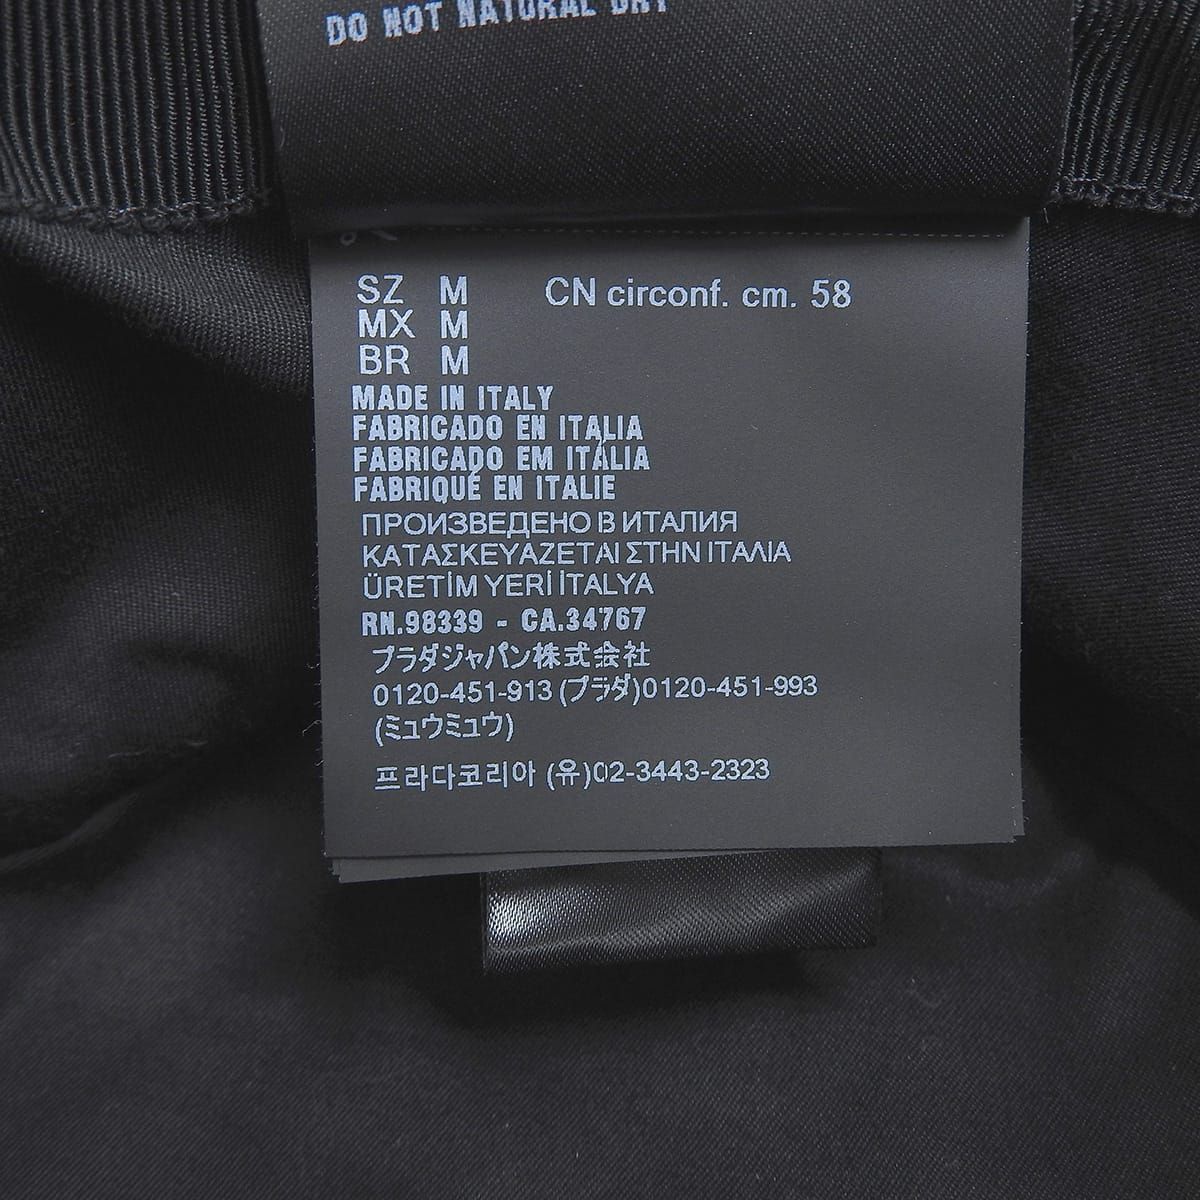 DO NOT NATURAL DRY
SZ M CN circonf. cm. 58
MX M
BR M
MADE IN ITALY
FABRICADO EN ITALIA
FABRICADO EM ITÁLIA
FABRIQUÉ EN ITALIE
ПРОИЗВЕДЕНО В ИТАЛИЯ
ΚΑΤΑΣΚΕΥΑΖΕΤΑΙ ΣΤΗΝ ΙΤΑΛΙΑ
ÜRETİM YERİ İTALYA
RN.98339 - CA.34767
プラダジャパン株式会社
0120-451-913 (プラダ)0120-451-993
(ミュウミュウ)
프라다코리아 (유)02-3443-2323